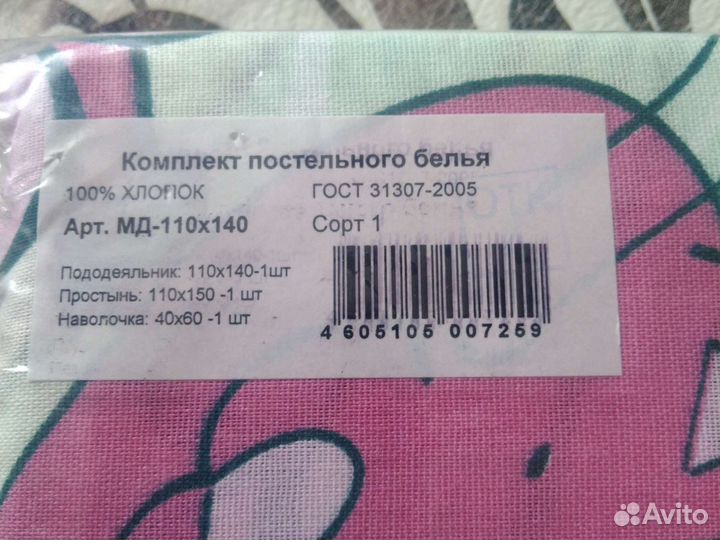 Комплект постельного белья
100% ХЛОПОК ГОСТ 31307-2005
Арт. МД-110х140 Сорт 1
Пододеяльник: 110х140-1шт
Простынь: 110х150 -1 шт
Наволочка: 40х60 -1 шт
4 605105 007259
Avito